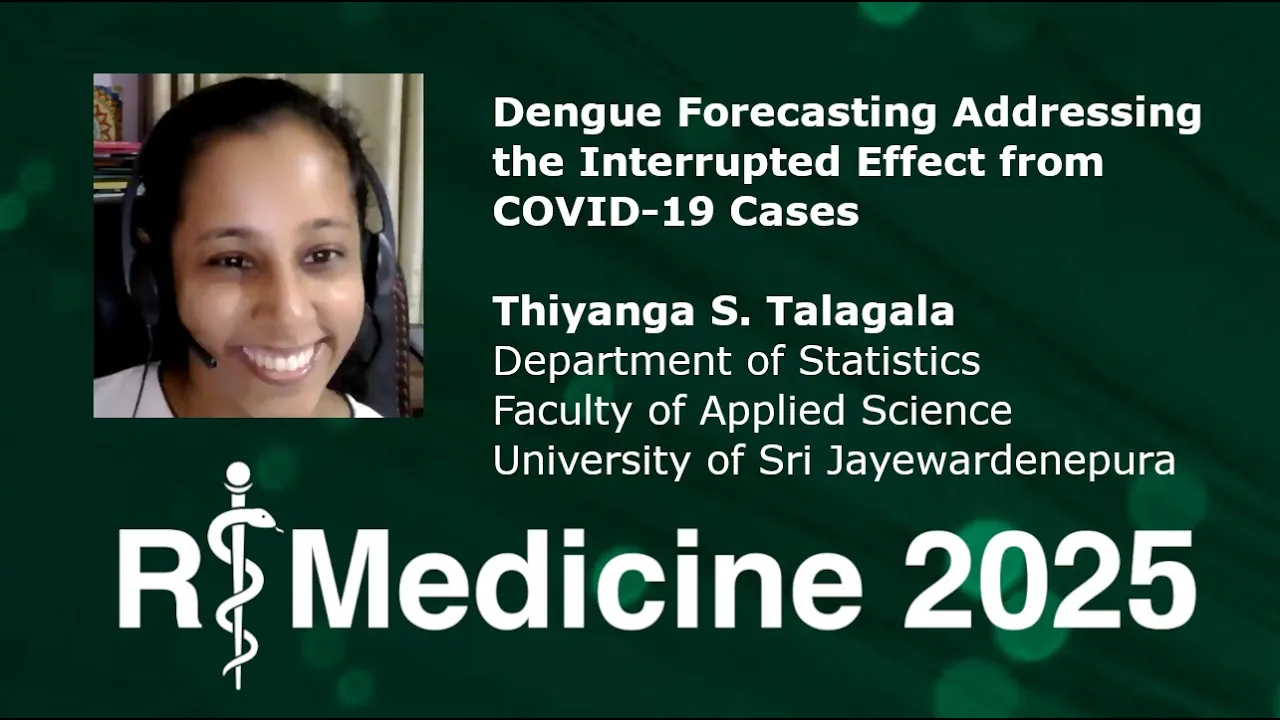 Dengue Forecasting Addressing
the Interrupted Effect from
COVID-19 Cases
Thiyanga S. Talagala
Department of Statistics
Faculty of Applied Science
University of Sri Jayewardenepura
R Medicine 2025